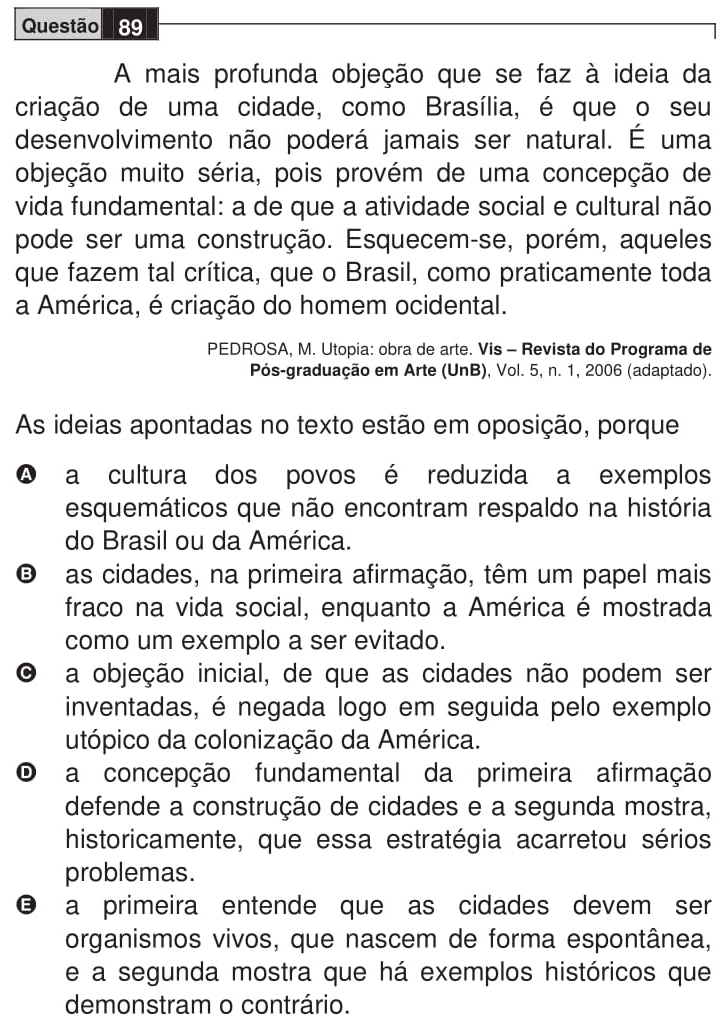 Questão 89
A mais profunda objeção que se faz à ideia da
criação de uma cidade, como Brasília, é que o seu
desenvolvimento não poderá jamais ser natural. É uma
objeção muito séria, pois provém de uma concepção de
vida fundamental: a de que a atividade social e cultural não
pode ser uma construção. Esquecem-se, porém, aqueles
que fazem tal crítica, que o Brasil, como praticamente toda
a América, é criação do homem ocidental.
PEDROSA, M. Utopia: obra de arte. Vis – Revista do Programa de
Pós-graduação em Arte (UnB), Vol. 5, n. 1, 2006 (adaptado).
As ideias apontadas no texto estão em oposição, porque
A a cultura dos povos é reduzida a exemplos
esquemáticos que não encontram respaldo na história
do Brasil ou da América.
B as cidades, na primeira afirmação, têm um papel mais
fraco na vida social, enquanto a América é mostrada
como um exemplo a ser evitado.
C a objeção inicial, de que as cidades não podem ser
inventadas, é negada logo em seguida pelo exemplo
utópico da colonização da América.
D a concepção fundamental da primeira afirmação
defende a construção de cidades e a segunda mostra,
historicamente, que essa estratégia acarretou sérios
problemas.
E a primeira entende que as cidades devem ser
organismos vivos, que nascem de forma espontânea,
e a segunda mostra que há exemplos históricos que
demonstram o contrário.